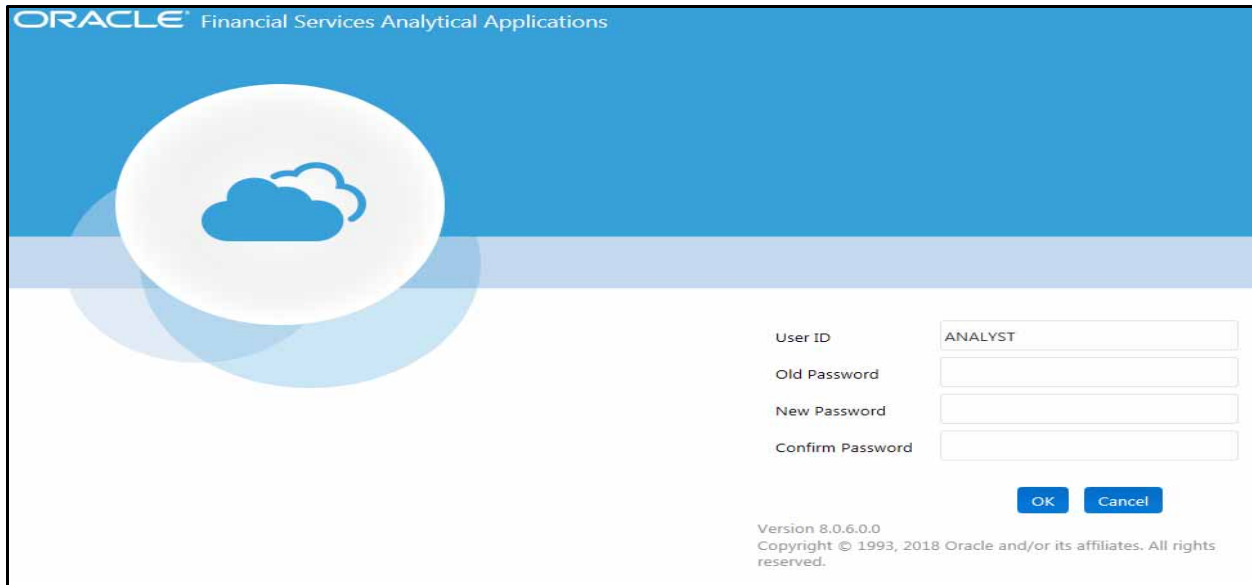 ORACLE® Financial Services Analytical Applications
User ID ANALYST
Old Password
New Password
Confirm Password
OK Cancel
Version 8.0.6.0.0
Copyright © 1993, 2018 Oracle and/or its affiliates. All rights
reserved.